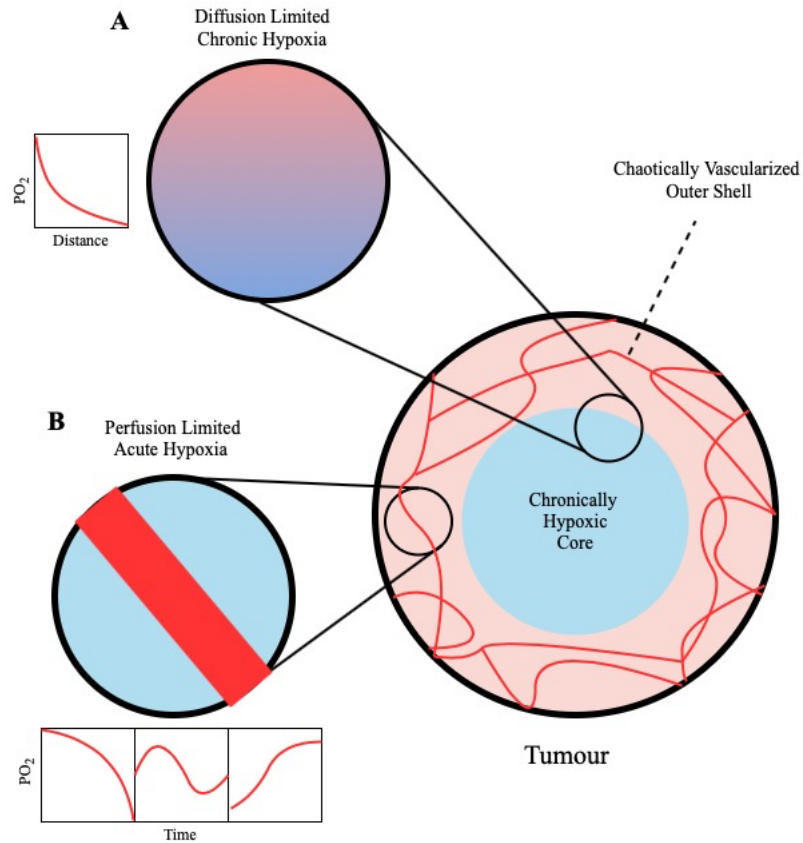 A
Diffusion Limited
Chronic Hypoxia
PO2
Distance
Chaotically Vascularized
Outer Shell
B
Perfusion Limited
Acute Hypoxia
Chronically
Hypoxic
Core
PO2
Time
Tumour